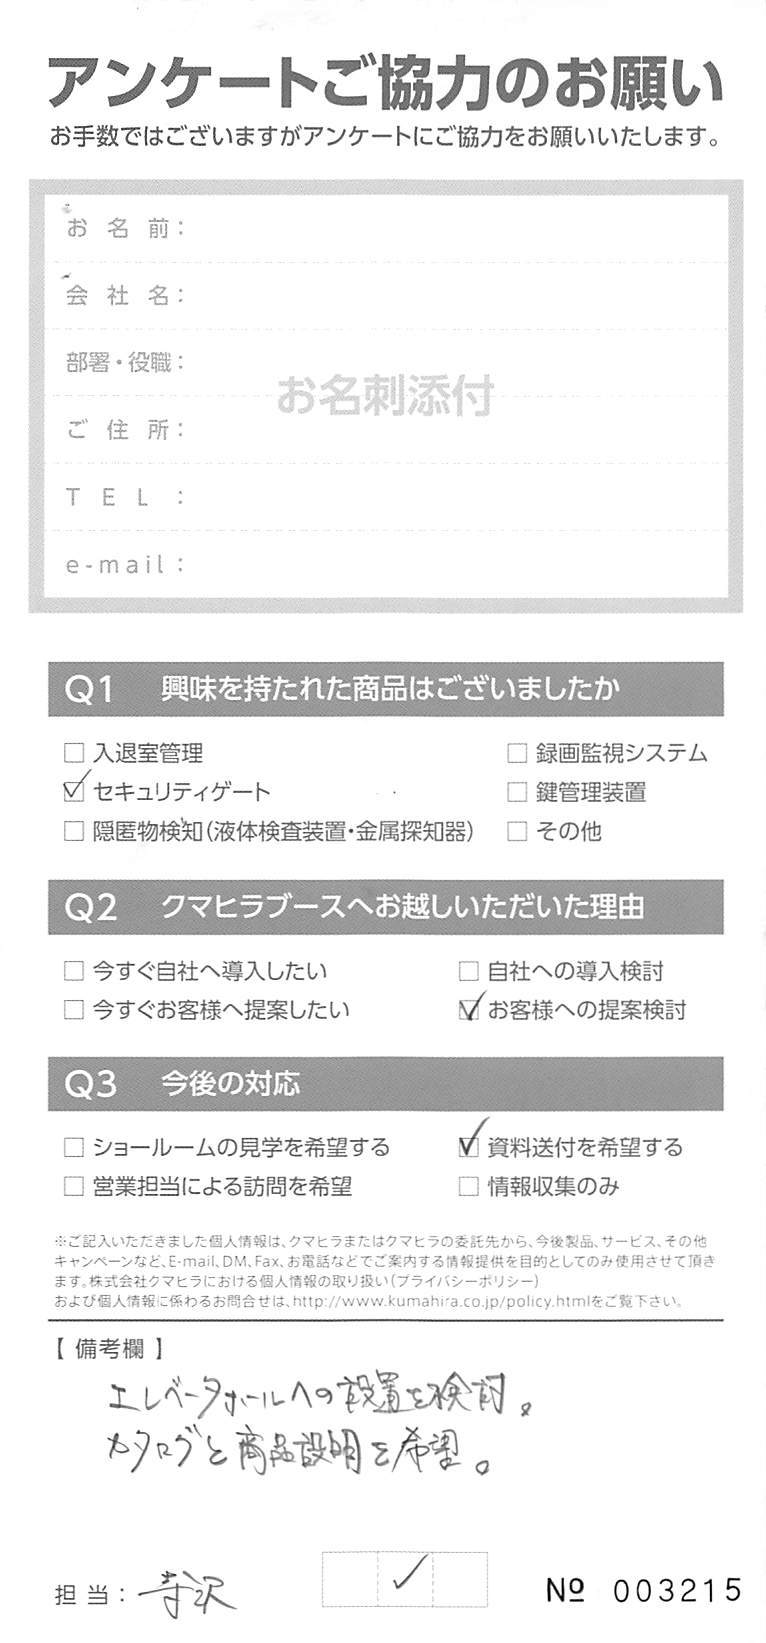 アンケートご協力のお願い
お手数ではございますがアンケートにご協力をお願いいたします。
お名前：
会社名：
部署・役職：
お名刺添付
ご住所：
TEL：
e-mail：
Q1 興味を持たれた商品はございましたか
□ 入退室管理 □ 録画監視システム
☑ セキュリティゲート □ 鍵管理装置
□ 隠匿物検知（液体検査装置・金属探知器） □ その他
Q2 クマヒラブースへお越しいただいた理由
□ 今すぐ自社へ導入したい □ 自社への導入検討
□ 今すぐお客様へ提案したい ☑ お客様への提案検討
Q3 今後の対応
□ ショールームの見学を希望する ☑ 資料送付を希望する
□ 営業担当による訪問を希望 □ 情報収集のみ
※ご記入いただきました個人情報は、クマヒラまたはクマヒラの委託先から、今後製品、サービス、その他
キャンペーンなど、E-mail、DM、Fax、お電話などでご案内する情報提供を目的としてのみ使用させて頂き
ます。株式会社クマヒラにおける個人情報の取り扱い（プライバシーポリシー）
および個人情報に係わるお問合せは、http://www.kumahira.co.jp/policy.htmlをご覧下さい。
【 備考欄 】
エレベータホールへの設置を検討。
カタログと商品説明を希望。
担当：寺沢 ✓ № 003215